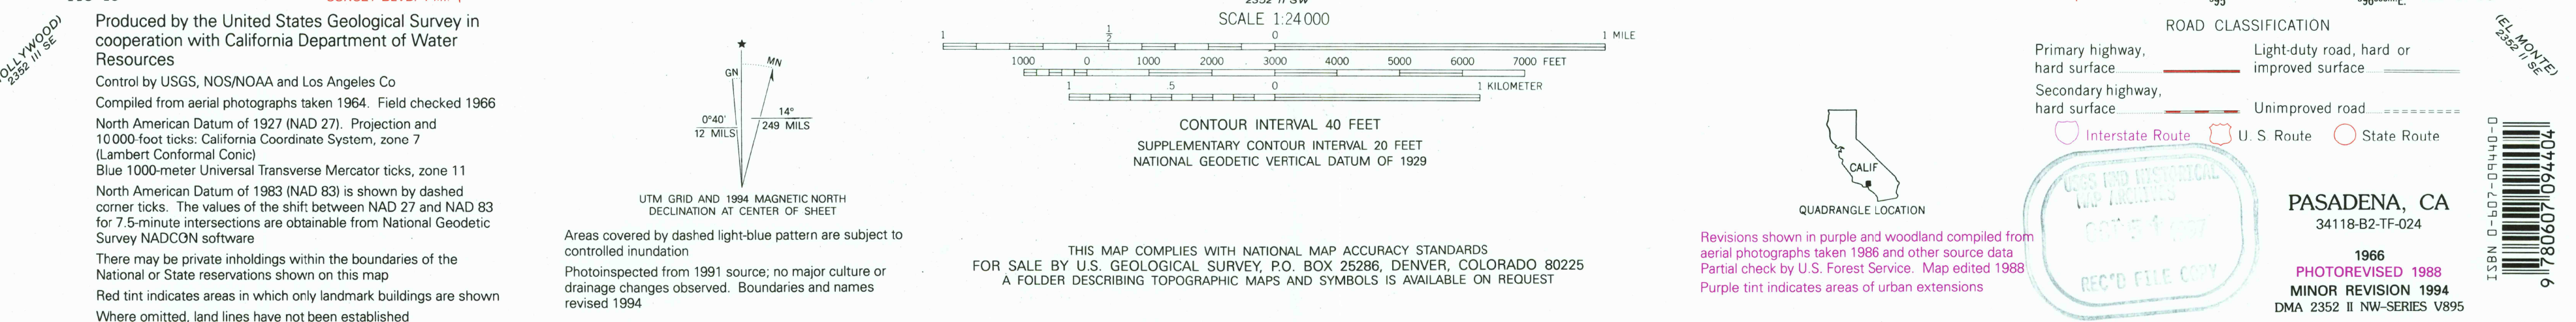 2352 II SW
OLLYWOOD)
2352 III SE
Produced by the United States Geological Survey in
cooperation with California Department of Water
Resources
Control by USGS, NOS/NOAA and Los Angeles Co
Compiled from aerial photographs taken 1964. Field checked 1966
North American Datum of 1927 (NAD 27). Projection and
10 000-foot ticks: California Coordinate System, zone 7
(Lambert Conformal Conic)
Blue 1000-meter Universal Transverse Mercator ticks, zone 11
North American Datum of 1983 (NAD 83) is shown by dashed
corner ticks. The values of the shift between NAD 27 and NAD 83
for 7.5-minute intersections are obtainable from National Geodetic
Survey NADCON software
There may be private inholdings within the boundaries of the
National or State reservations shown on this map
Red tint indicates areas in which only landmark buildings are shown
Where omitted, land lines have not been established
★
GN
MN
0°40'
12 MILS
14°
249 MILS
UTM GRID AND 1994 MAGNETIC NORTH
DECLINATION AT CENTER OF SHEET
Areas covered by dashed light-blue pattern are subject to
controlled inundation
Photoinspected from 1991 source; no major culture or
drainage changes observed. Boundaries and names
revised 1994
SCALE 1:24 000
1 ½ 0 1 MILE
1000 0 1000 2000 3000 4000 5000 6000 7000 FEET
1 .5 0 1 KILOMETER
CONTOUR INTERVAL 40 FEET
SUPPLEMENTARY CONTOUR INTERVAL 20 FEET
NATIONAL GEODETIC VERTICAL DATUM OF 1929
THIS MAP COMPLIES WITH NATIONAL MAP ACCURACY STANDARDS
FOR SALE BY U.S. GEOLOGICAL SURVEY, P.O. BOX 25286, DENVER, COLORADO 80225
A FOLDER DESCRIBING TOPOGRAPHIC MAPS AND SYMBOLS IS AVAILABLE ON REQUEST
CALIF
QUADRANGLE LOCATION
Revisions shown in purple and woodland compiled from
aerial photographs taken 1986 and other source data
Partial check by U.S. Forest Service. Map edited 1988
Purple tint indicates areas of urban extensions
ROAD CLASSIFICATION
Primary highway,
hard surface
Light-duty road, hard or
improved surface
Secondary highway,
hard surface
Unimproved road
Interstate Route
U. S. Route
State Route
USGS NMD HISTORICAL
MAP ARCHIVES
REC'D FILE COPY
PASADENA, CA
34118-B2-TF-024
1966
PHOTOREVISED 1988
MINOR REVISION 1994
DMA 2352 II NW–SERIES V895
(EL MONTE)
2352 II SE
ISBN 0-607-09440-0
9 780607 094404